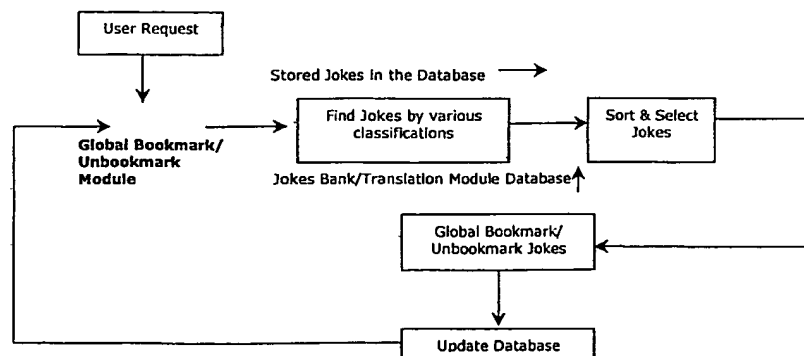 User Request
Stored Jokes in the Database
Find Jokes by various
classifications
Sort & Select
Jokes
Global Bookmark/
Unbookmark
Module
Jokes Bank/Translation Module Database
Global Bookmark/
Unbookmark Jokes
Update Database